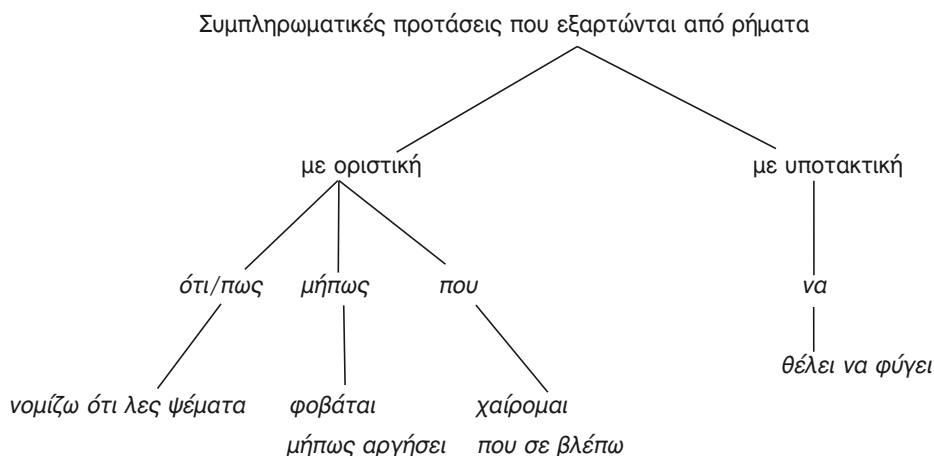 Συμπληρωματικές προτάσεις που εξαρτώνται από ρήματα
με οριστική με υποτακτική
ότι/πως μήπως που να
θέλει να φύγει
νομίζω ότι λες ψέματα φοβάται χαίρομαι
μήπως αργήσει που σε βλέπω